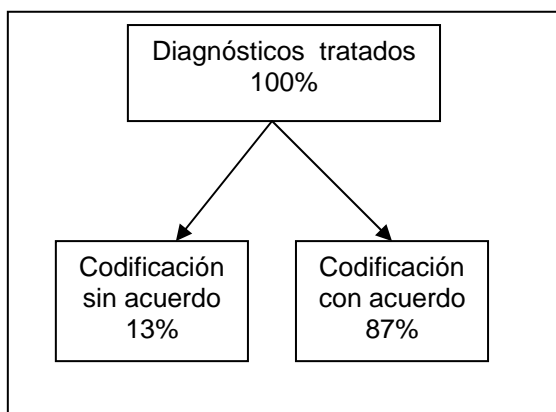 Diagnósticos tratados
100%
Codificación
sin acuerdo
13%
Codificación
con acuerdo
87%